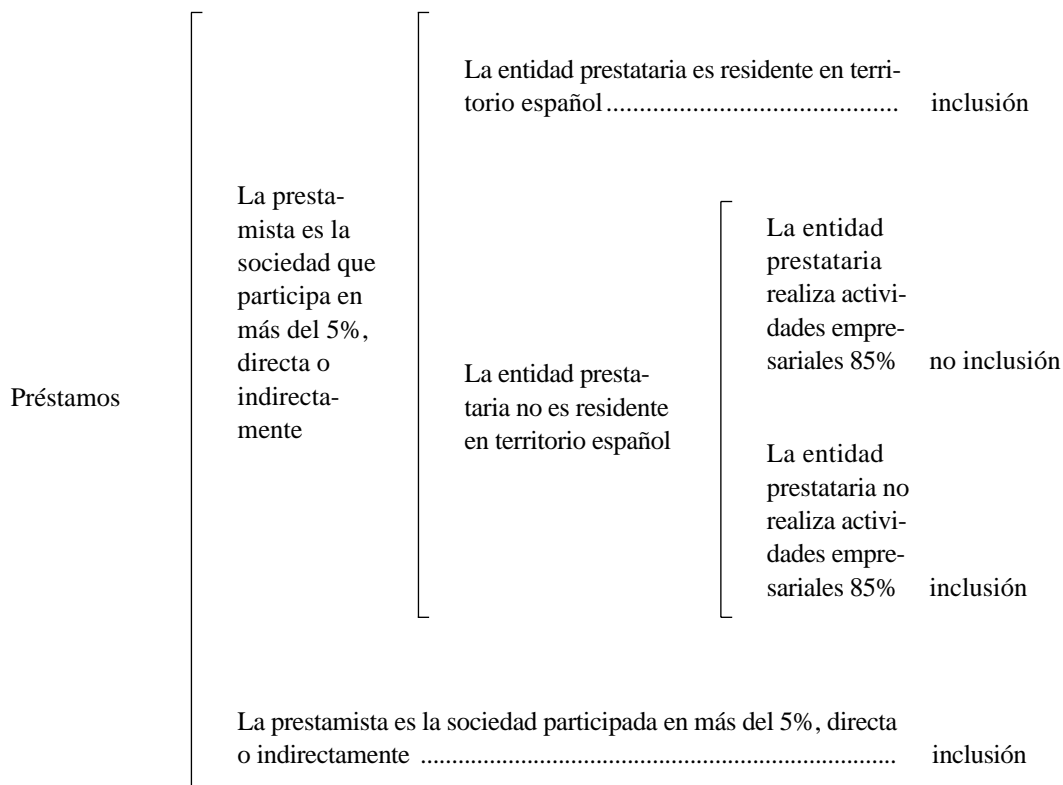 Préstamos
La presta-
mista es la
sociedad que
participa en
más del 5%,
directa o
indirecta-
mente
La entidad prestataria es residente en terri-
torio español ............................................ inclusión
La entidad presta-
taria no es residente
en territorio español
La entidad
prestataria
realiza activi-
dades empre-
sariales 85% no inclusión
La entidad
prestataria no
realiza activi-
dades empre-
sariales 85% inclusión
La prestamista es la sociedad participada en más del 5%, directa
o indirectamente ........................................................................ inclusión